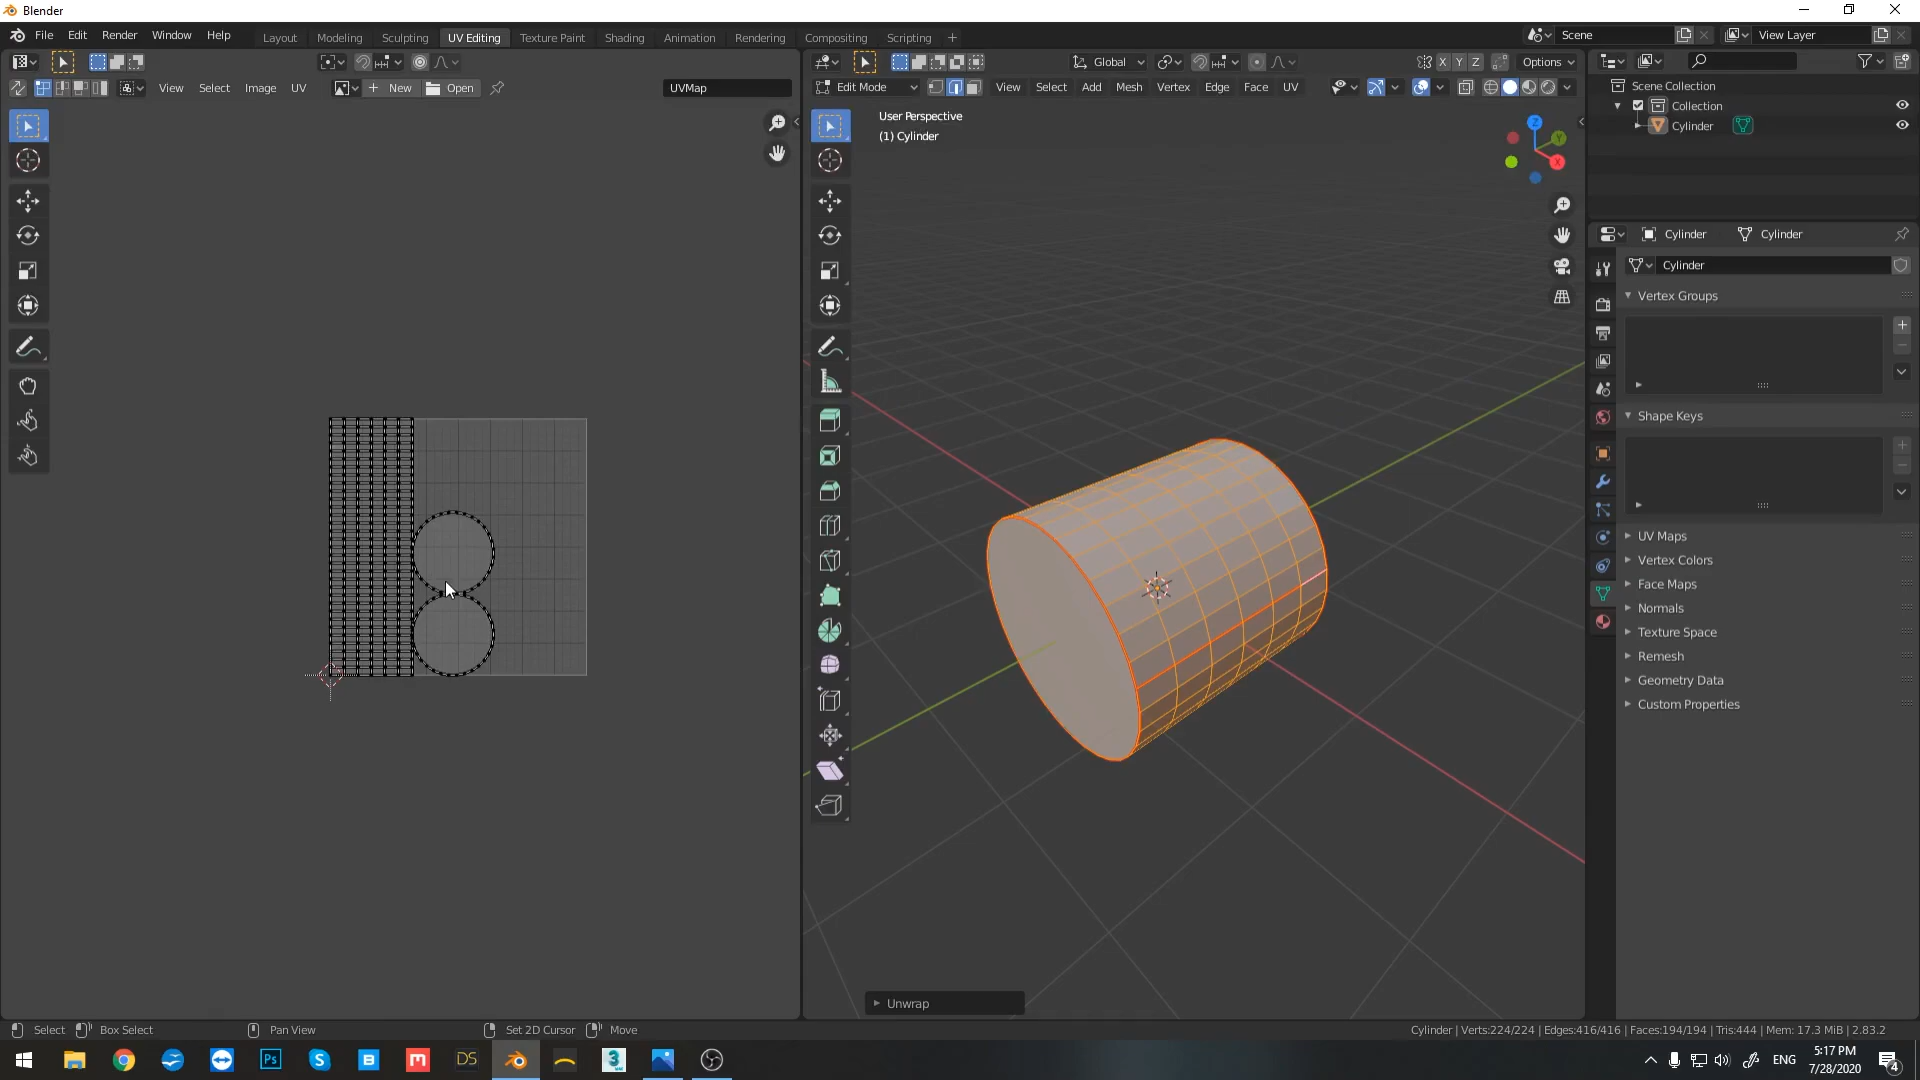 Blender
File Edit Render Window Help Layout Modeling Sculpting UV Editing Texture Paint Shading Animation Rendering Compositing Scripting + Scene View Layer
Global X Y Z Options
View Select Image UV + New Open UVMap Edit Mode View Select Add Mesh Vertex Edge Face UV
Scene Collection
Collection
Cylinder
User Perspective
(1) Cylinder
Z
Y
X
Cylinder Cylinder
Cylinder
Vertex Groups
Shape Keys
UV Maps
Vertex Colors
Face Maps
Normals
Texture Space
Remesh
Geometry Data
Custom Properties
Unwrap
Select Box Select Pan View Set 2D Cursor Move Cylinder | Verts:224/224 | Edges:416/416 | Faces:194/194 | Tris:444 | Mem: 17.3 MiB | 2.83.2
Ps S B m DS 3 ENG 5:17 PM
7/28/2020
4